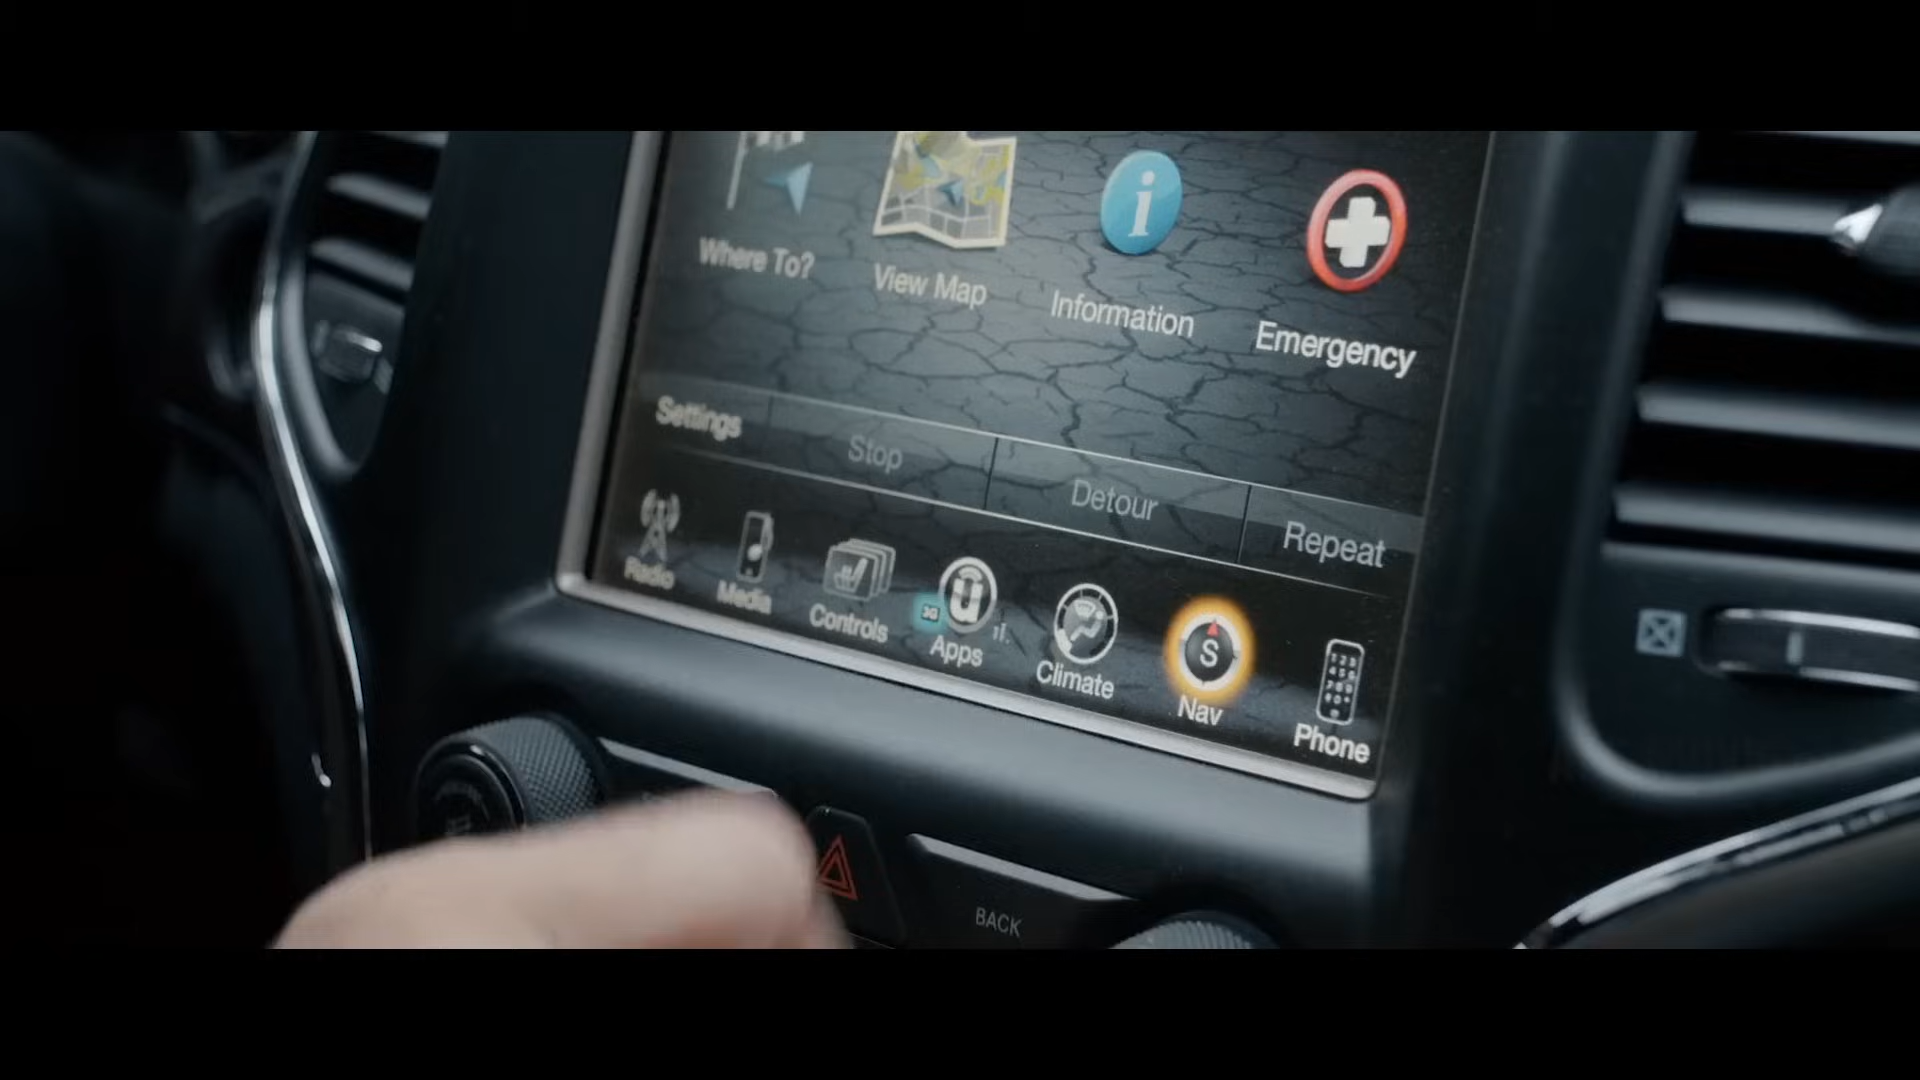 Where To?
View Map
Information
Emergency
Settings
Stop
Detour
Repeat
Radio
Media
Controls
3G
Apps
Climate
S
Nav
Phone
BACK